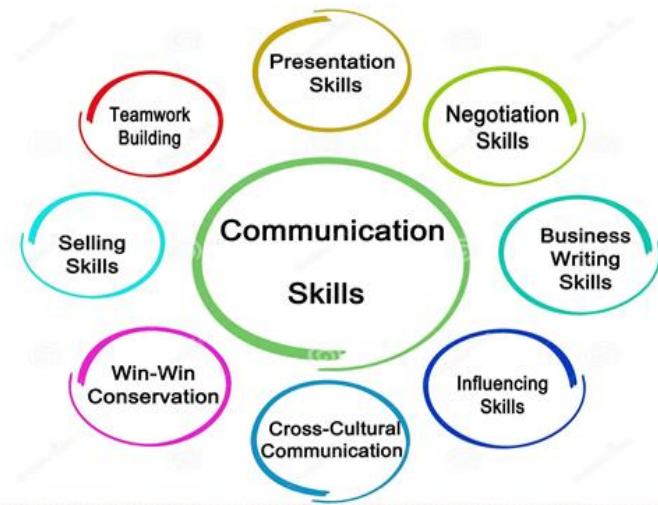 Presentation
Skills
Negotiation
Skills
Business
Writing
Skills
Influencing
Skills
Cross-Cultural
Communication
Win-Win
Conservation
Selling
Skills
Teamwork
Building
Communication
Skills